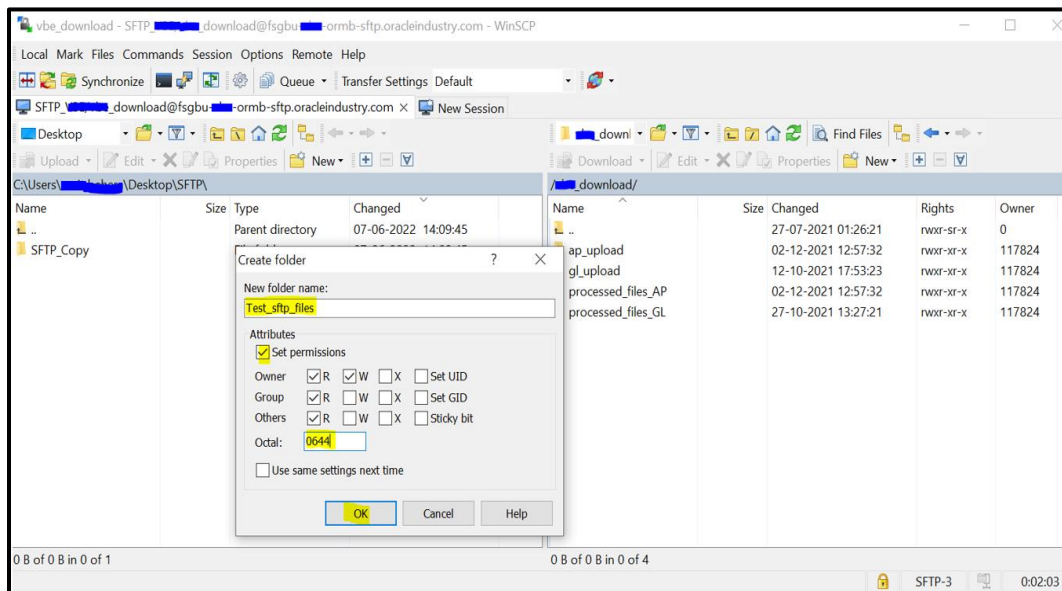 vbe_download - SFTP_ _download@fsgbu- -ormb-sftp.oracleindustry.com - WinSCP
Local Mark Files Commands Session Options Remote Help
Synchronize Queue Transfer Settings Default
SFTP_ _download@fsgbu- -ormb-sftp.oracleindustry.com × New Session
Desktop downl Find Files
Upload Edit Properties New Download Edit Properties New
C:\Users\ \Desktop\SFTP\ / _download/
Name Size Type Changed Name Size Changed Rights Owner
.. Parent directory 07-06-2022 14:09:45 .. 27-07-2021 01:26:21 rwxr-sr-x 0
SFTP_Copy ap_upload 02-12-2021 12:57:32 rwxr-xr-x 117824
gl_upload 12-10-2021 17:53:23 rwxr-xr-x 117824
processed_files_AP 02-12-2021 12:57:32 rwxr-xr-x 117824
processed_files_GL 27-10-2021 13:27:21 rwxr-xr-x 117824
Create folder ? ×
New folder name:
Test_sftp_files
Attributes
Set permissions
Owner R W X Set UID
Group R W X Set GID
Others R W X Sticky bit
Octal: 0644
Use same settings next time
OK Cancel Help
0 B of 0 B in 0 of 1 0 B of 0 B in 0 of 4
SFTP-3 0:02:03